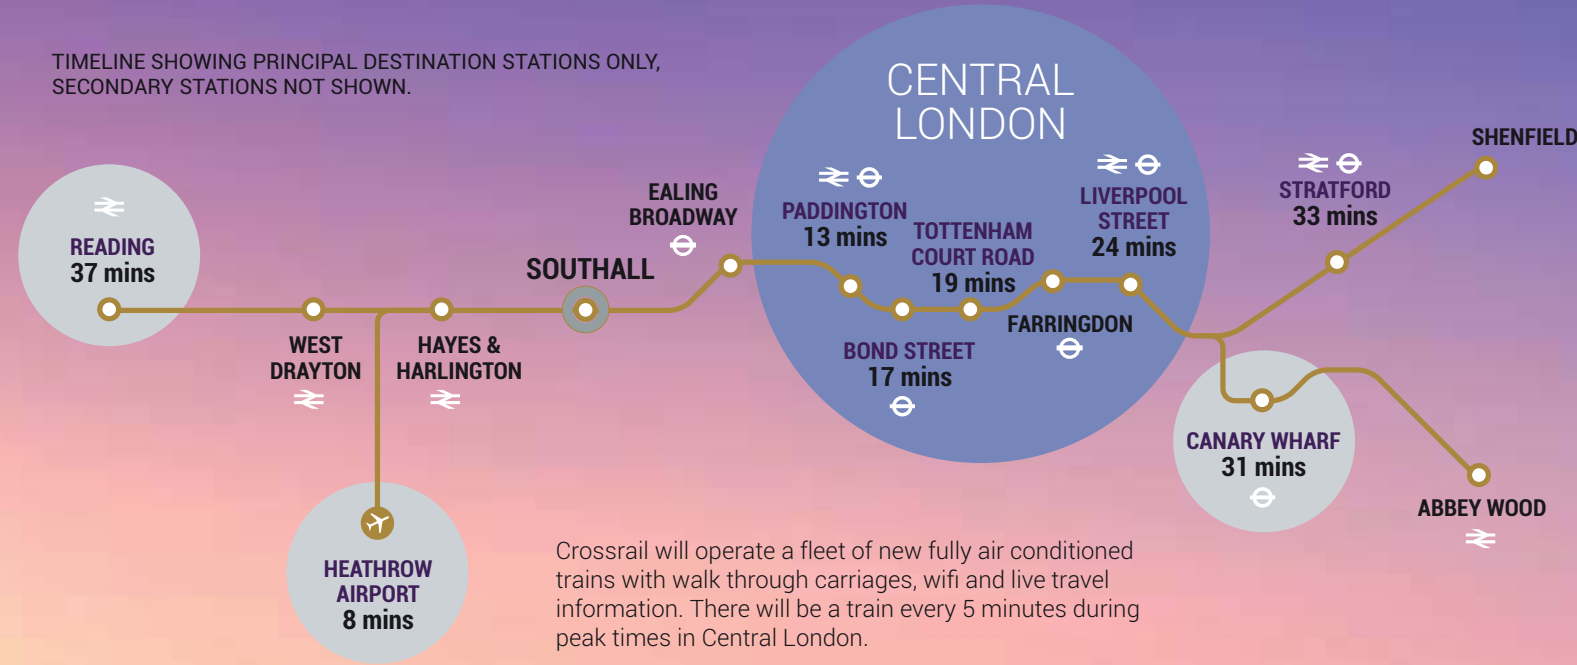 TIMELINE SHOWING PRINCIPAL DESTINATION STATIONS ONLY,
SECONDARY STATIONS NOT SHOWN.
CENTRAL
LONDON
READING
37 mins
WEST
DRAYTON
HEATHROW
AIRPORT
8 mins
HAYES &
HARLINGTON
SOUTHALL
EALING
BROADWAY
PADDINGTON
13 mins
BOND STREET
17 mins
TOTTENHAM
COURT ROAD
19 mins
FARRINGDON
LIVERPOOL
STREET
24 mins
STRATFORD
33 mins
SHENFIELD
CANARY WHARF
31 mins
ABBEY WOOD
Crossrail will operate a fleet of new fully air conditioned
trains with walk through carriages, wifi and live travel
information. There will be a train every 5 minutes during
peak times in Central London.